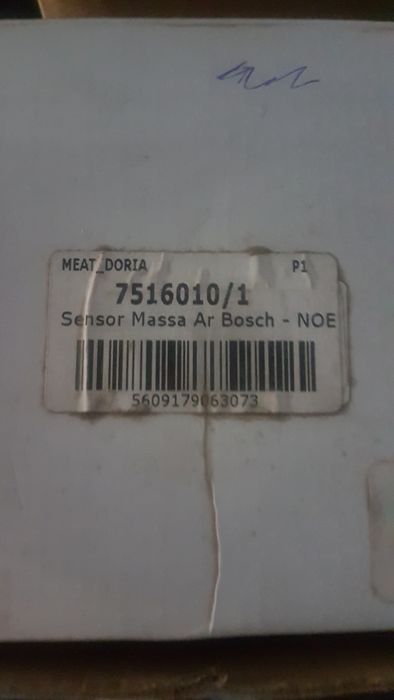 MEAT_DORIA P1
7516010/1
Sensor Massa Ar Bosch - NOE
5609179063073